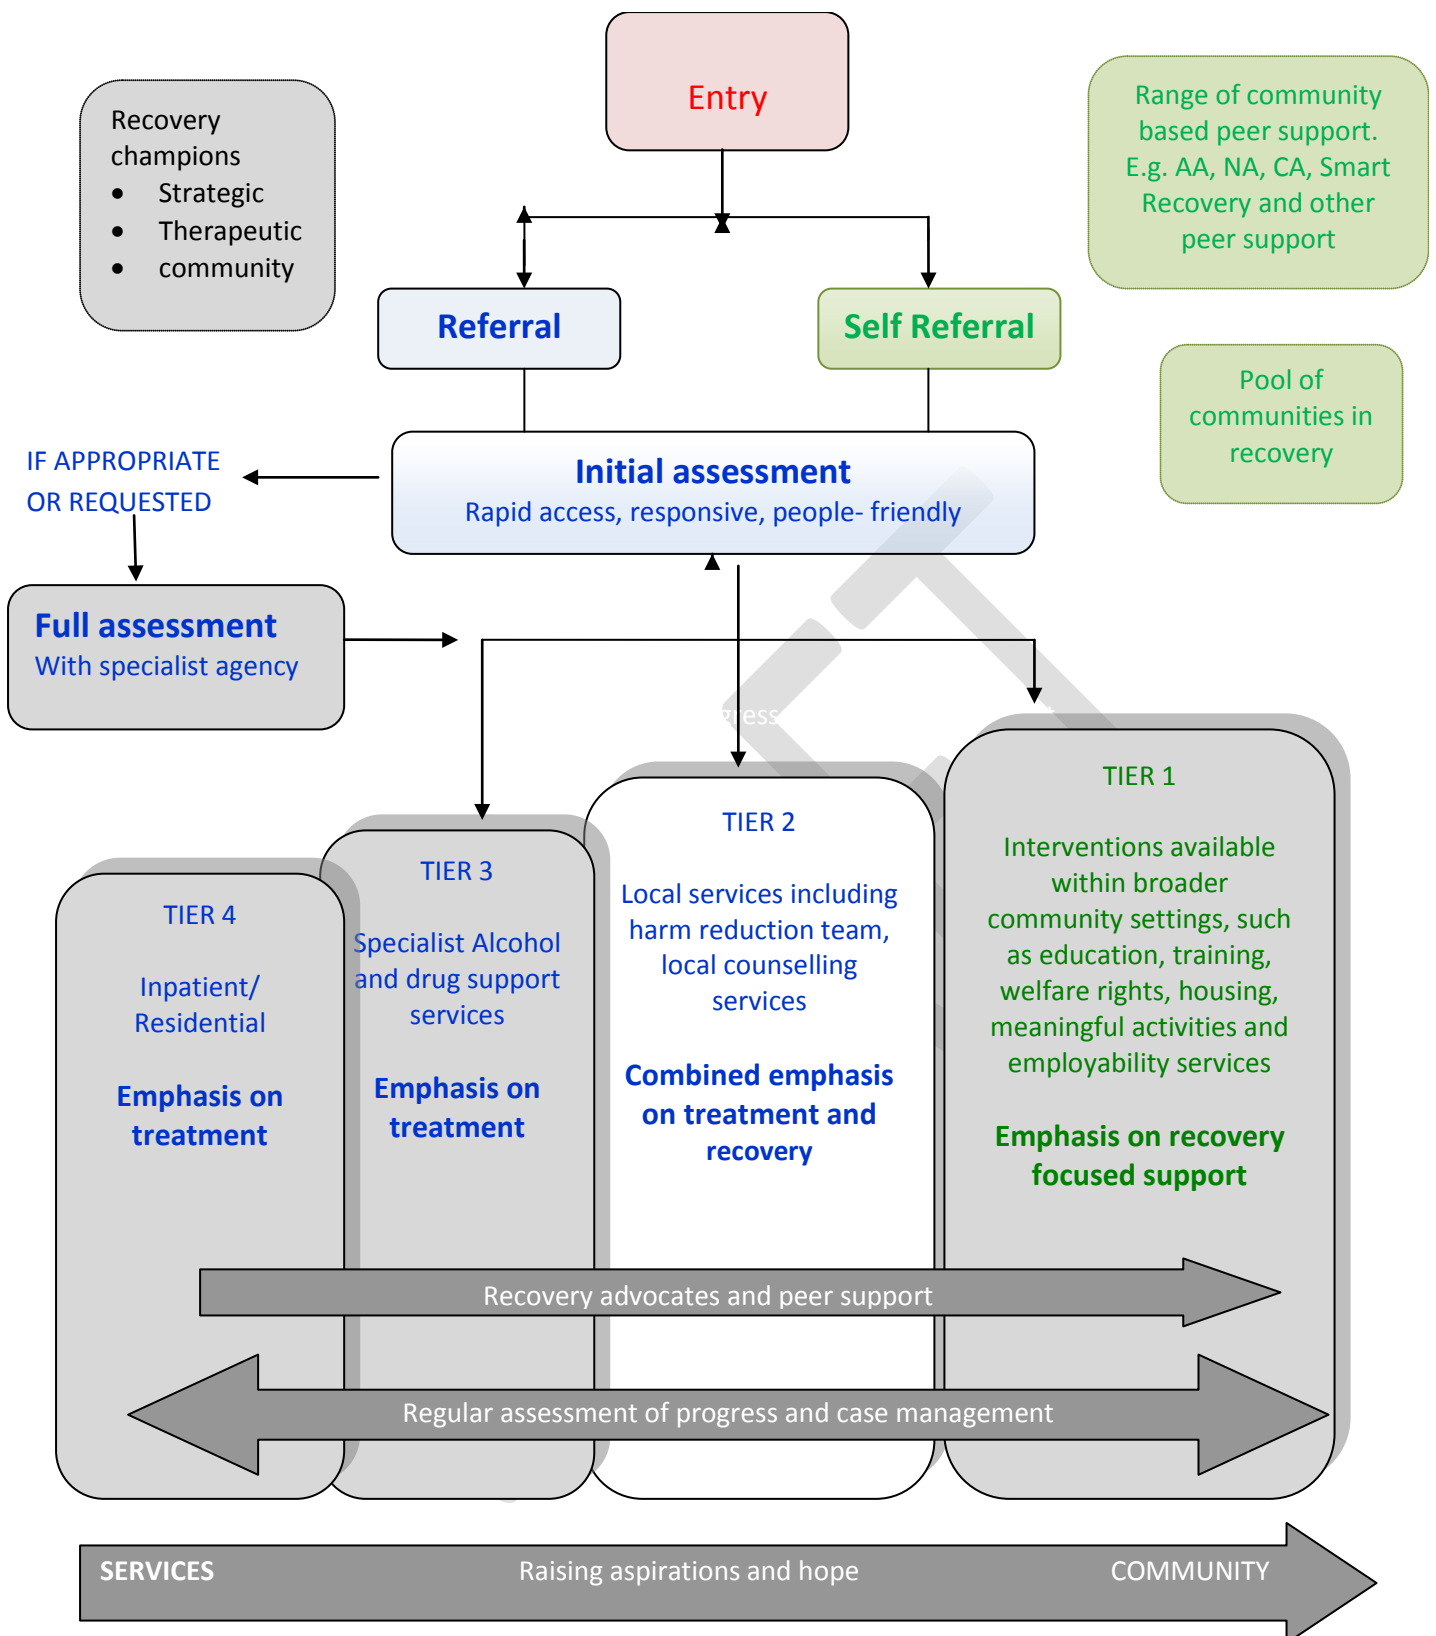 Entry
Recovery
champions
• Strategic
• Therapeutic
• community
Range of community
based peer support.
E.g. AA, NA, CA, Smart
Recovery and other
peer support
Referral
Self Referral
Pool of
communities in
recovery
IF APPROPRIATE
OR REQUESTED
Initial assessment
Rapid access, responsive, people- friendly
Full assessment
With specialist agency
gress
TIER 4
Inpatient/
Residential
Emphasis on
treatment
TIER 3
Specialist Alcohol
and drug support
services
Emphasis on
treatment
TIER 2
Local services including
harm reduction team,
local counselling
services
Combined emphasis
on treatment and
recovery
TIER 1
Interventions available
within broader
community settings, such
as education, training,
welfare rights, housing,
meaningful activities and
employability services
Emphasis on recovery
focused support
Recovery advocates and peer support
Regular assessment of progress and case management
SERVICES Raising aspirations and hope COMMUNITY